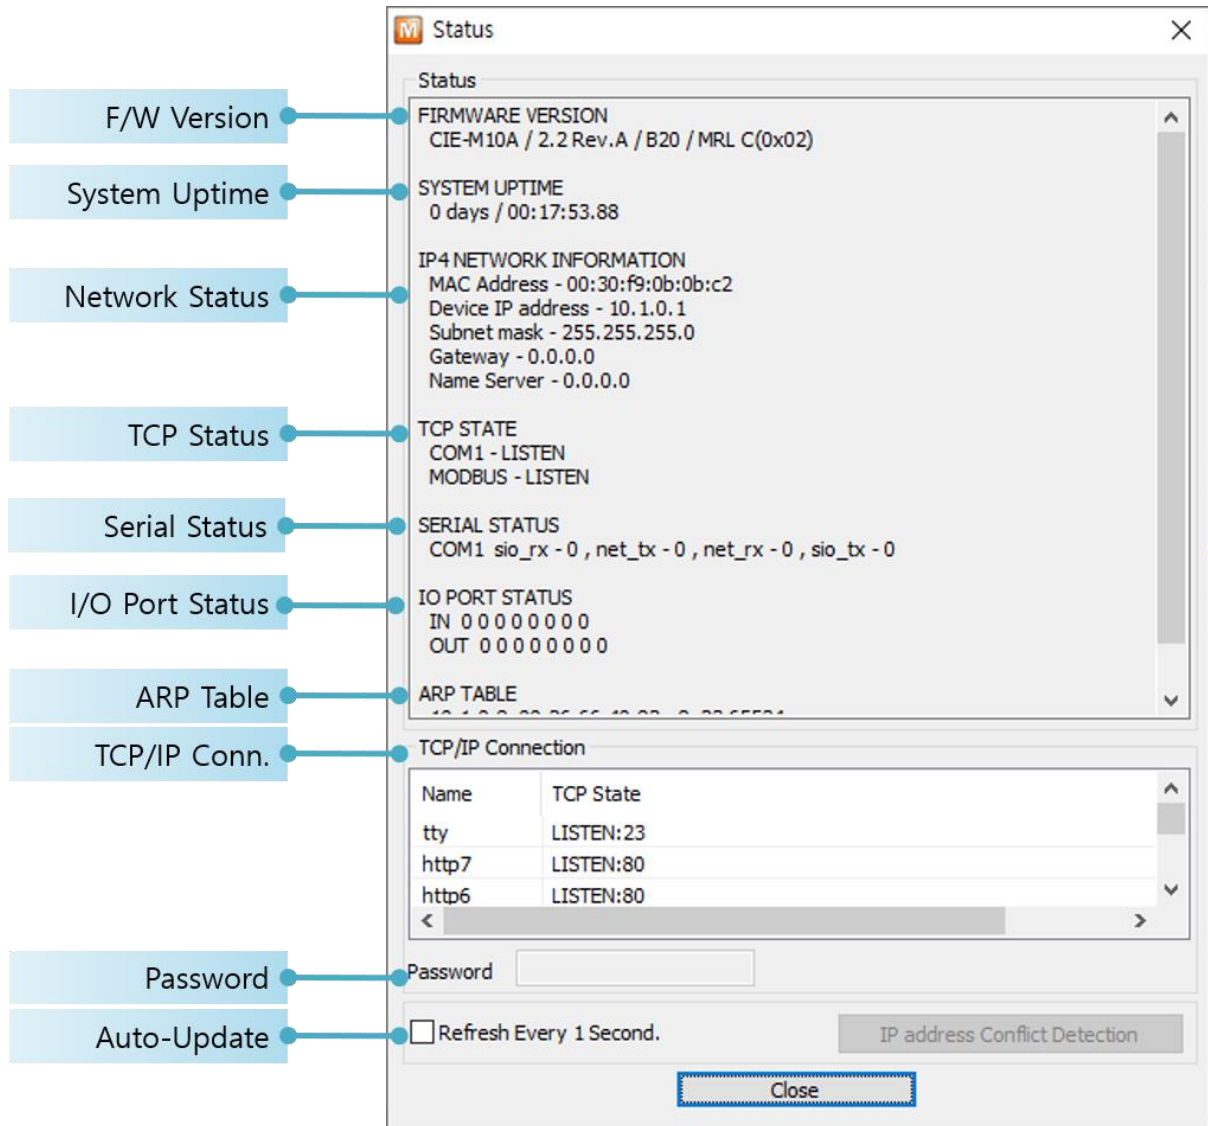 M Status
Status
F/W Version
FIRMWARE VERSION
CIE-M10A / 2.2 Rev.A / B20 / MRL C(0x02)
System Uptime
SYSTEM UPTIME
0 days / 00:17:53.88
Network Status
IP4 NETWORK INFORMATION
MAC Address - 00:30:f9:0b:0b:c2
Device IP address - 10.1.0.1
Subnet mask - 255.255.255.0
Gateway - 0.0.0.0
Name Server - 0.0.0.0
TCP Status
TCP STATE
COM1 - LISTEN
MODBUS - LISTEN
Serial Status
SERIAL STATUS
COM1 sio_rx - 0 , net_tx - 0 , net_rx - 0 , sio_tx - 0
I/O Port Status
IO PORT STATUS
IN 0 0 0 0 0 0 0 0
OUT 0 0 0 0 0 0 0 0
ARP Table
ARP TABLE
TCP/IP Conn.
TCP/IP Connection
Name TCP State
tty LISTEN:23
http7 LISTEN:80
http6 LISTEN:80
Password
Password
Auto-Update
Refresh Every 1 Second.
IP address Conflict Detection
Close